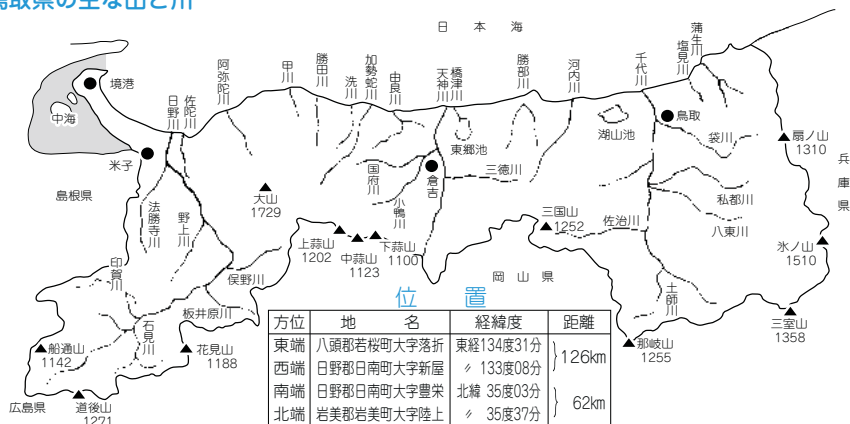 鳥取県の主な山と川
日本海
蒲生川
塩見川
千代川
河内川
勝部川
橋津川
天神川
由良川
加勢蛇川
洗川
勝田川
甲川
阿弥陀川
佐陀川
日野川
境港
中海
米子
島根県
法勝寺川
野上川
大山
1729
国府川
小鴨川
倉吉
東郷池
三徳川
湖山池
鳥取
袋川
扇ノ山
1310
兵庫県
私都川
八東川
佐治川
三国山
1252
氷ノ山
1510
上蒜山
1202
中蒜山
1123
下蒜山
1100
岡山県
土師川
三室山
1358
那岐山
1255
印賀川
俣野川
板井原川
石見川
船通山
1142
花見山
1188
広島県
道後山
1271
位置
方位 地名 経緯度 距離
東端 八頭郡若桜町大字落折 東経134度31分 126km
西端 日野郡日南町大字新屋 〃 133度08分
南端 日野郡日南町大字豊栄 北緯 35度03分 62km
北端 岩美郡岩美町大字陸上 〃 35度37分